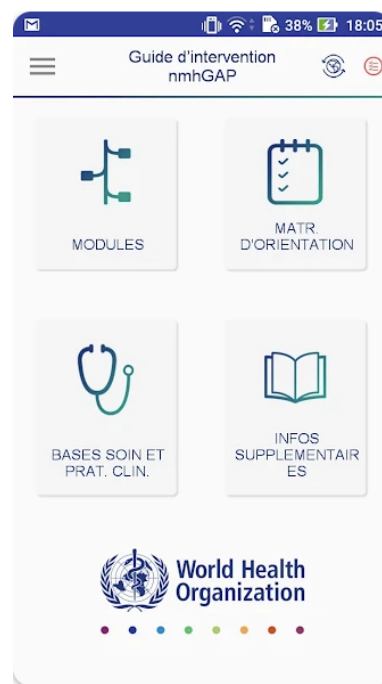 38% 18:05
Guide d'intervention
nmhGAP
MODULES
MATR.
D'ORIENTATION
BASES SOIN ET
PRAT. CLIN.
INFOS
SUPPLEMENTAIR
ES
World Health
Organization